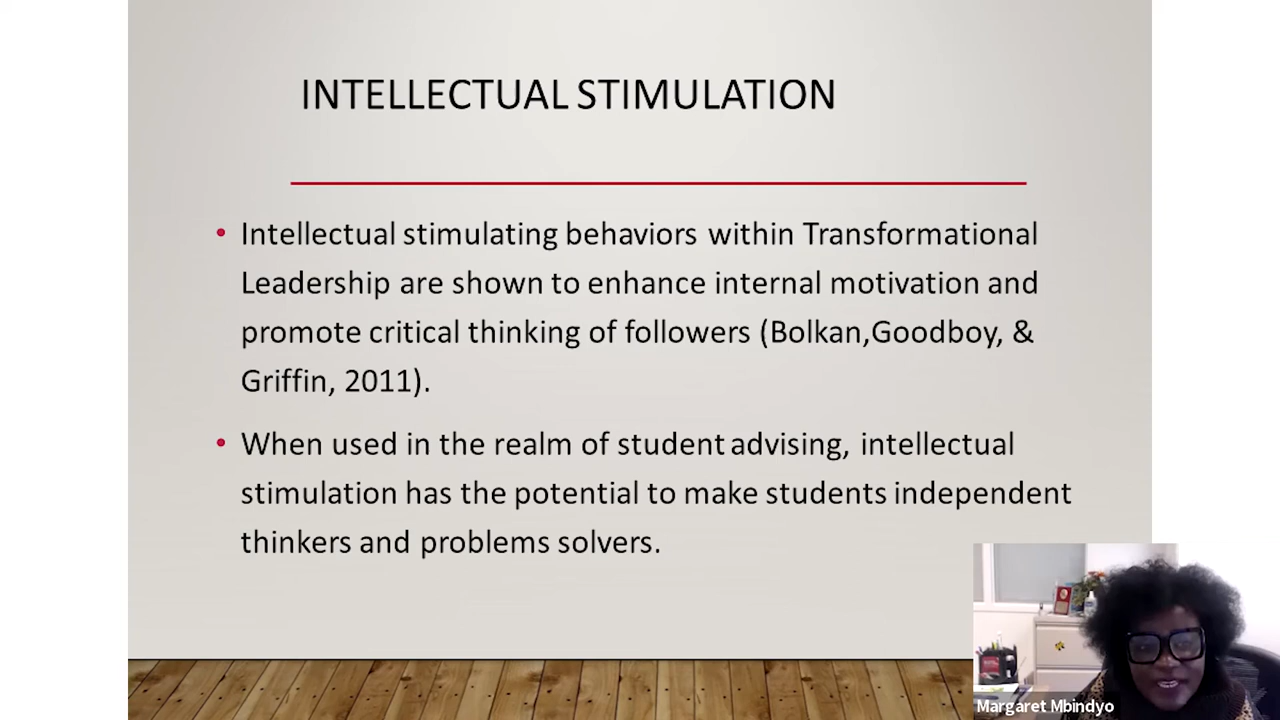 INTELLECTUAL STIMULATION
• Intellectual stimulating behaviors within Transformational
Leadership are shown to enhance internal motivation and
promote critical thinking of followers (Bolkan,Goodboy, &
Griffin, 2011).
• When used in the realm of student advising, intellectual
stimulation has the potential to make students independent
thinkers and problems solvers.
Margaret Mbindyo